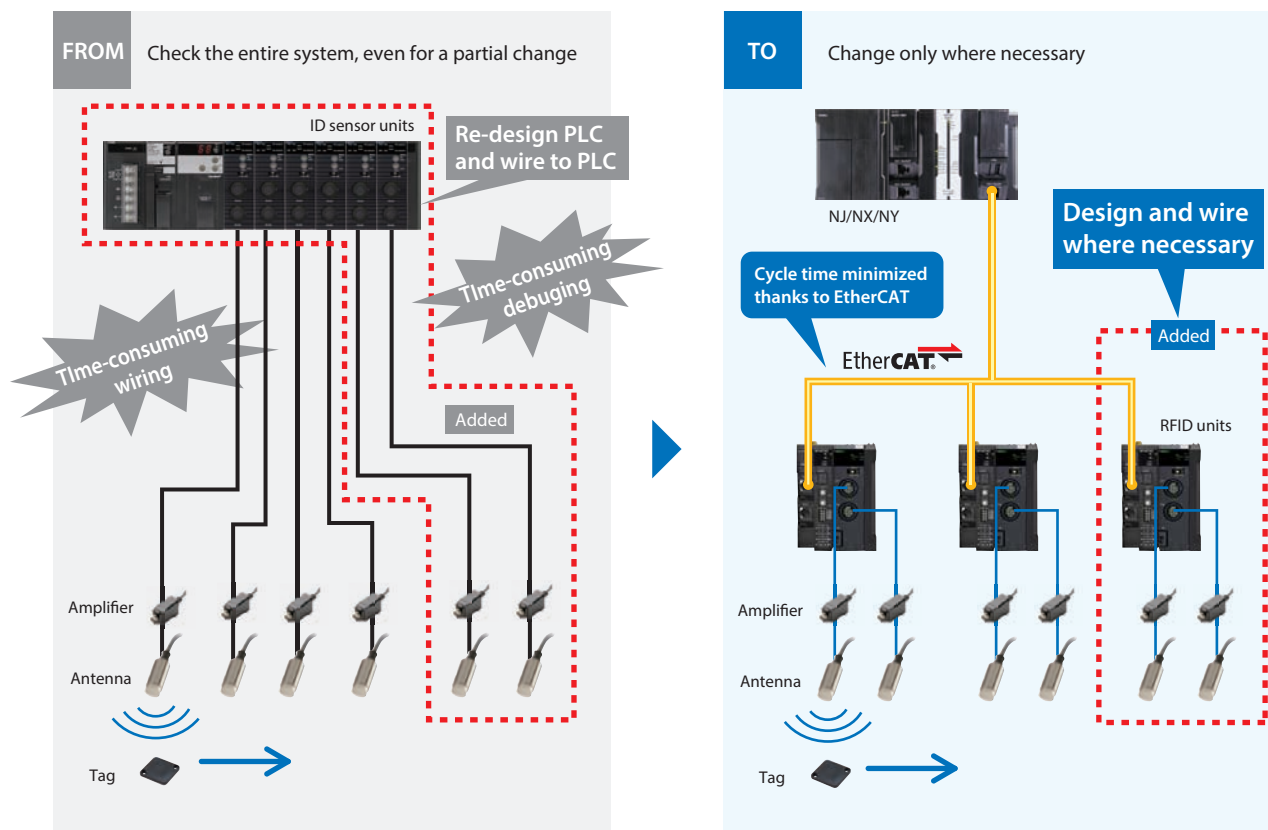 FROM
Check the entire system, even for a partial change
ID sensor units
Re-design PLC
and wire to PLC
TIme-consuming
debuging
TIme-consuming
wiring
Added
Amplifier
Antenna
Tag
TO
Change only where necessary
NJ/NX/NY
Design and wire
where necessary
Cycle time minimized
thanks to EtherCAT
Added
EtherCAT®
RFID units
Amplifier
Antenna
Tag